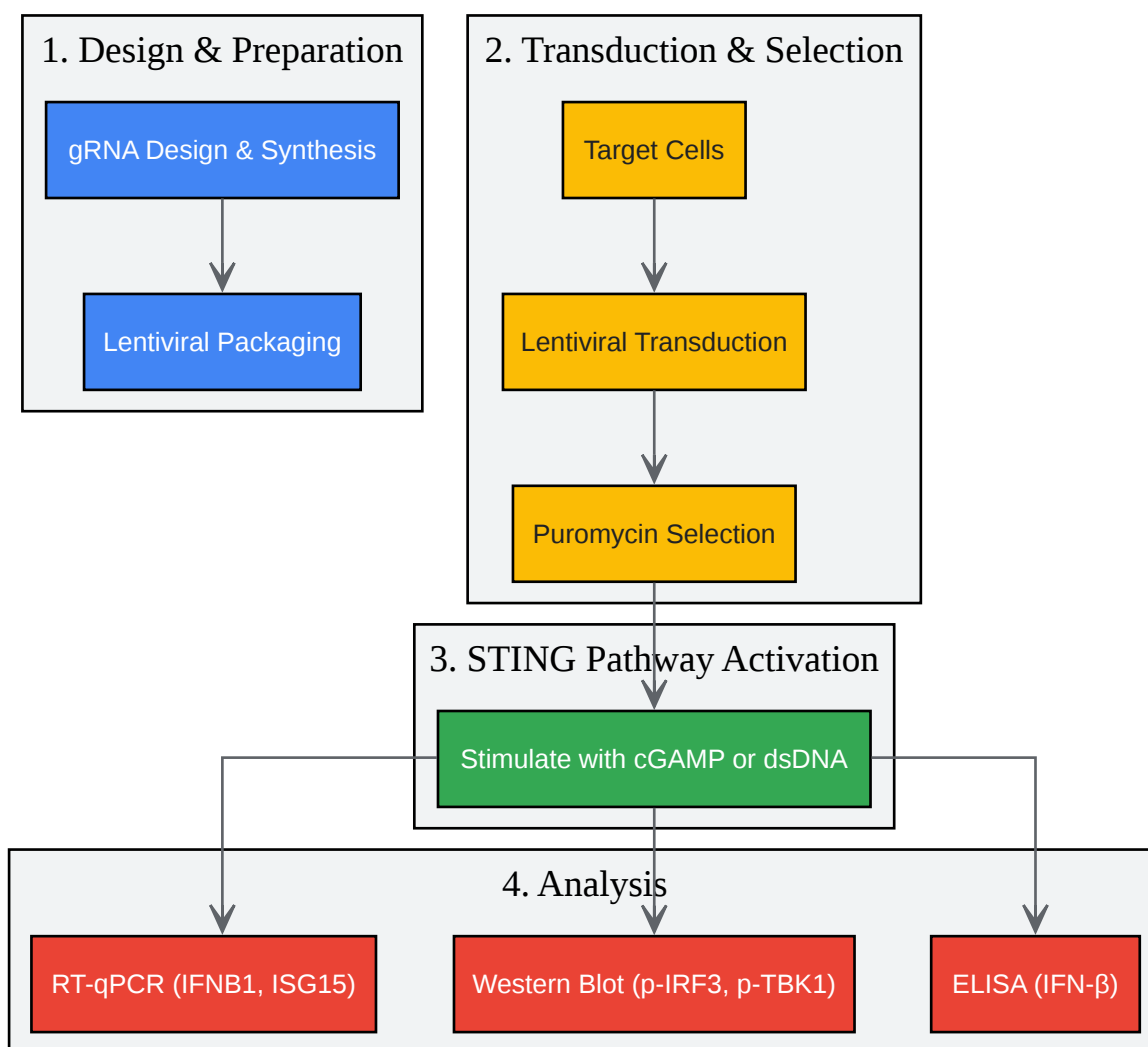 1. Design & Preparation
gRNA Design & Synthesis
Lentiviral Packaging
2. Transduction & Selection
Target Cells
Lentiviral Transduction
Puromycin Selection
3. STING Pathway Activation
Stimulate with cGAMP or dsDNA
4. Analysis
RT-qPCR (IFNB1, ISG15)
Western Blot (p-IRF3, p-TBK1)
ELISA (IFN-β)